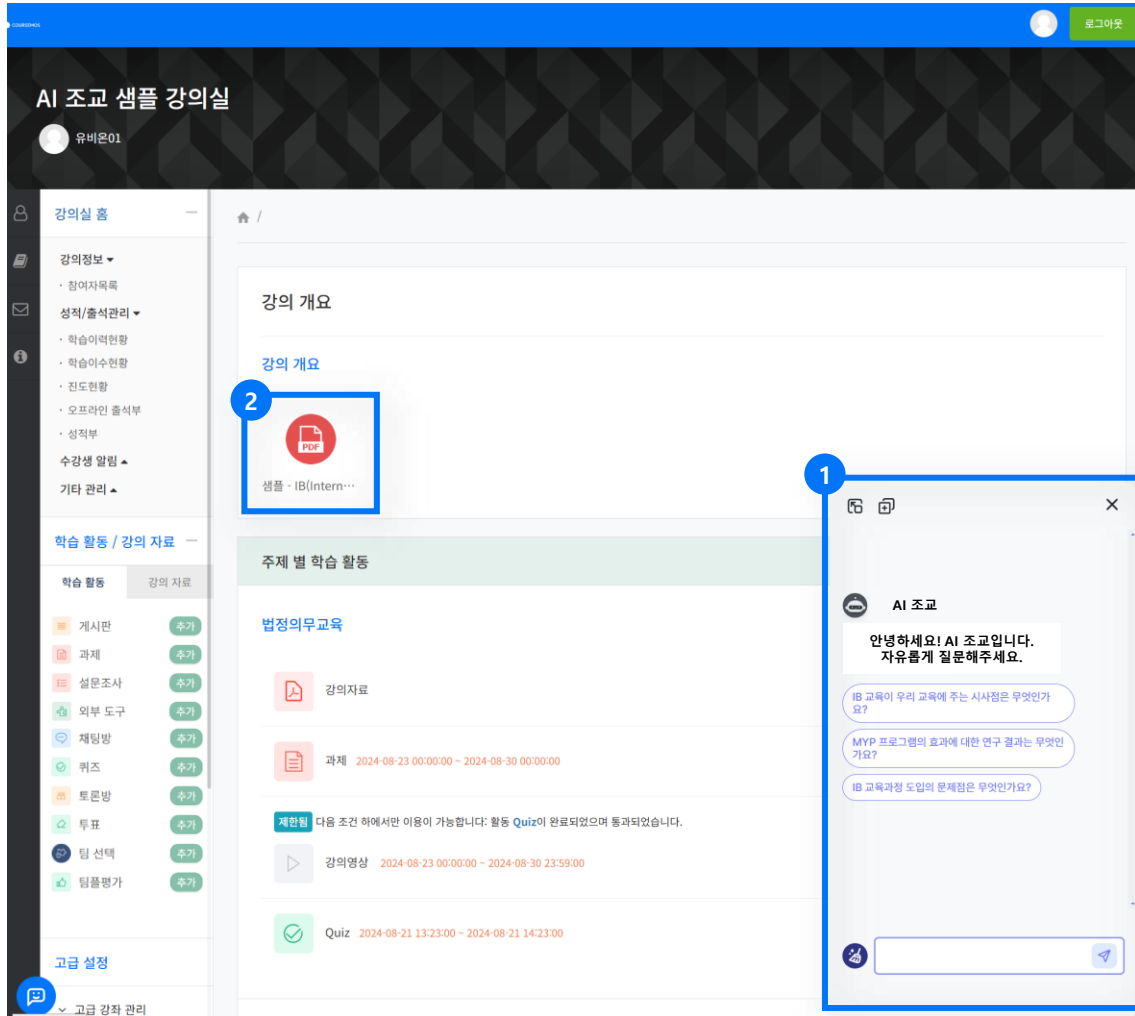 COURSEMOS
로그아웃
AI 조교 샘플 강의실
유비온01
강의실 홈
/
강의정보
참여자목록
성적/출석관리
학습이력현황
학습이수현황
진도현황
오프라인 출석부
성적부
수강생 알림
기타 관리
학습 활동 / 강의 자료
학습 활동
강의 자료
게시판 추가
과제 추가
설문조사 추가
외부 도구 추가
채팅방 추가
퀴즈 추가
토론방 추가
투표 추가
팀 선택 추가
팀플평가 추가
고급 설정
고급 강좌 관리
강의 개요
강의 개요
2
PDF
샘플 - IB(Intern…
주제 별 학습 활동
법정의무교육
강의자료
과제 2024-08-23 00:00:00 ~ 2024-08-30 00:00:00
제한됨 다음 조건 하에서만 이용이 가능합니다: 활동 Quiz이 완료되었으며 통과되었습니다.
강의영상 2024-08-23 00:00:00 ~ 2024-08-30 23:59:00
Quiz 2024-08-21 13:23:00 ~ 2024-08-21 14:23:00
1
AI 조교
안녕하세요! AI 조교입니다.
자유롭게 질문해주세요.
IB 교육이 우리 교육에 주는 시사점은 무엇인가
요?
MYP 프로그램의 효과에 대한 연구 결과는 무엇인
가요?
IB 교육과정 도입의 문제점은 무엇인가요?